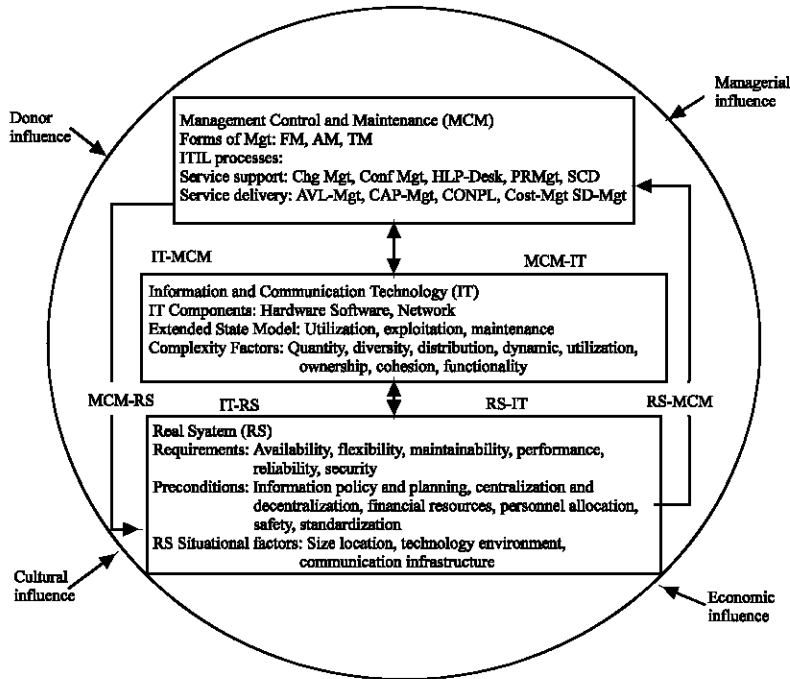 Donor
influence
Managerial
influence
Management Control and Maintenance (MCM)
Forms of Mgt: FM, AM, TM
ITIL processes:
Service support: Chg Mgt, Conf Mgt, HLP-Desk, PRMgt, SCD
Service delivery: AVL-Mgt, CAP-Mgt, CONPL, Cost-Mgt SD-Mgt
IT-MCM
MCM-IT
Information and Communication Technology (IT)
IT Components: Hardware Software, Network
Extended State Model: Utilization, exploitation, maintenance
Complexity Factors: Quantity, diversity, distribution, dynamic, utilization,
ownership, cohesion, functionality
MCM-RS
IT-RS
RS-IT
RS-MCM
Real System (RS)
Requirements: Availability, flexibility, maintainability, performance,
reliability, security
Preconditions: Information policy and planning, centralization and
decentralization, financial resources, personnel allocation,
safety, standardization
RS Situational factors: Size location, technology environment,
communication infrastructure
Cultural
influence
Economic
influence